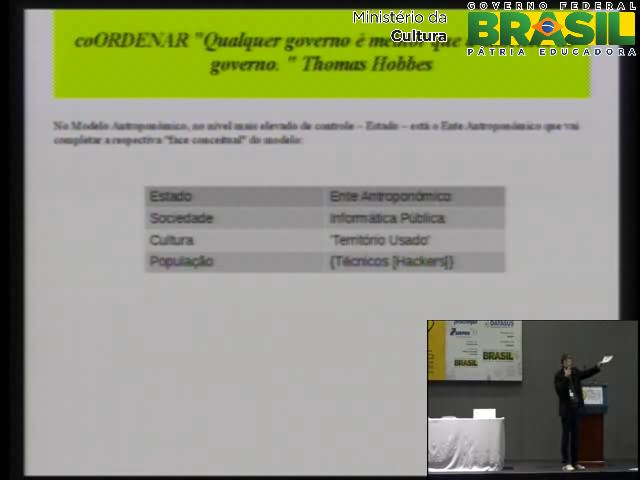 Ministério da
Cultura
GOVERNO FEDERAL
BRASIL
PÁTRIA EDUCADORA
coORDENAR "Qualquer governo é melhor que
governo. " Thomas Hobbes
No Modelo Antroponômico, no nível mais elevado de controle – Estado – está o Ente Antroponômico que vai
completar a respectiva "face conceitual" do modelo:
Estado Ente Antroponômico
Sociedade Informática Pública
Cultura 'Território Usado'
População {Técnicos [Hackers]}
DATASUS
BRASIL
BRASIL